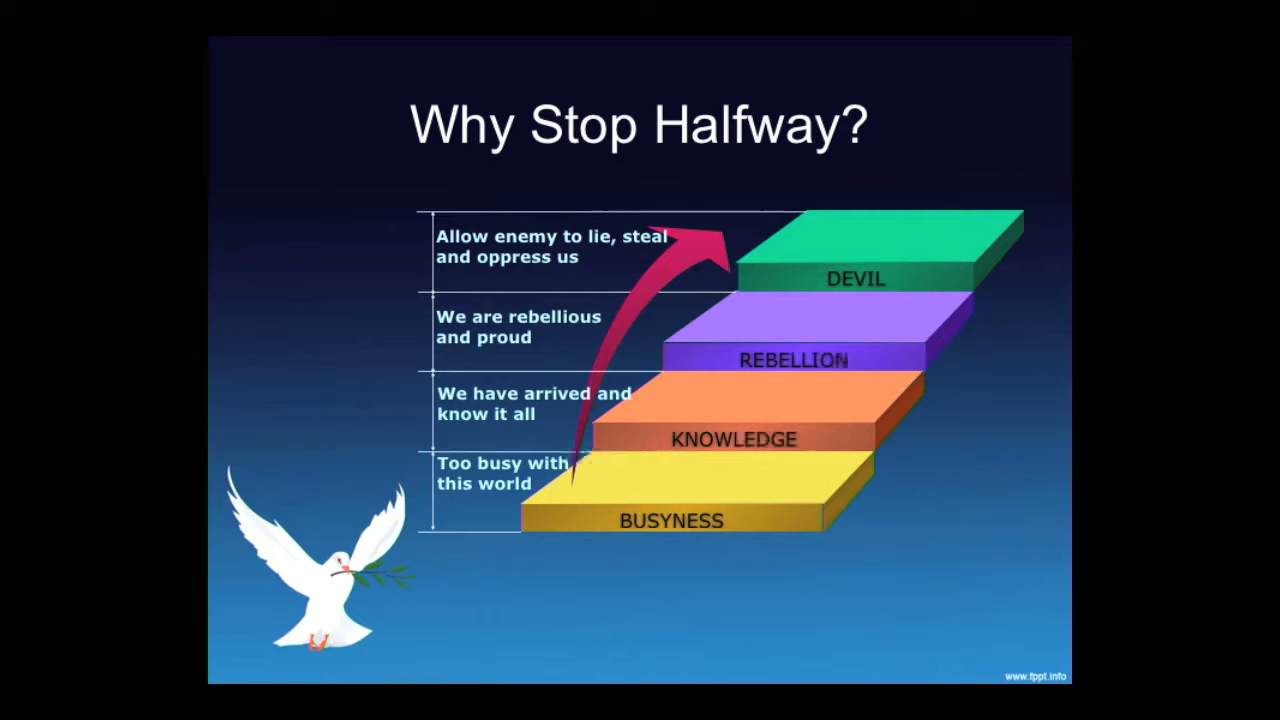 Why Stop Halfway?
Allow enemy to lie, steal
and oppress us
DEVIL
We are rebellious
and proud
REBELLION
We have arrived and
know it all
KNOWLEDGE
Too busy with
this world
BUSYNESS
www.fppt.info